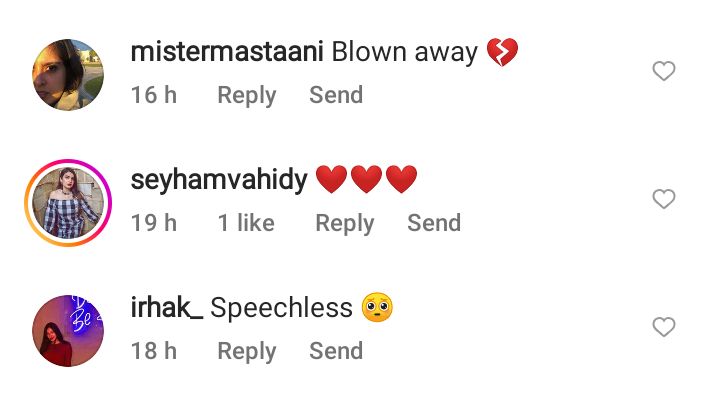 mistermastaani Blown away 💔
16 h Reply Send
seyhamvahidy ❤️❤️❤️
19 h 1 like Reply Send
irhak_ Speechless 🥺
18 h Reply Send